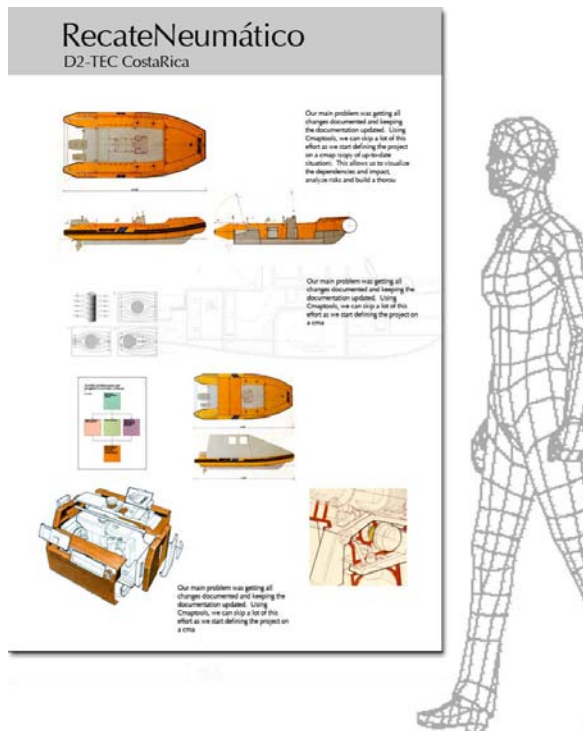 RecateNeumático
D2-TEC CostaRica
Our main problem was getting all
changes documented and keeping
the documentation updated. Using
Cmaptools, we can skip a lot of this
effort as we start defining the project
on a cmap (copy of up-to-date
situation). This allows us to visualize
the dependencies and impact,
analyze risks and build a thorou
Our main problem was getting all
changes documented and keeping the
documentation updated. Using
Cmaptools, we can skip a lot of this
effort as we start defining the project on
a cma
Our main problem was getting all
changes documented and keeping the
documentation updated. Using
Cmaptools, we can skip a lot of this
effort as we start defining the project on
a cma